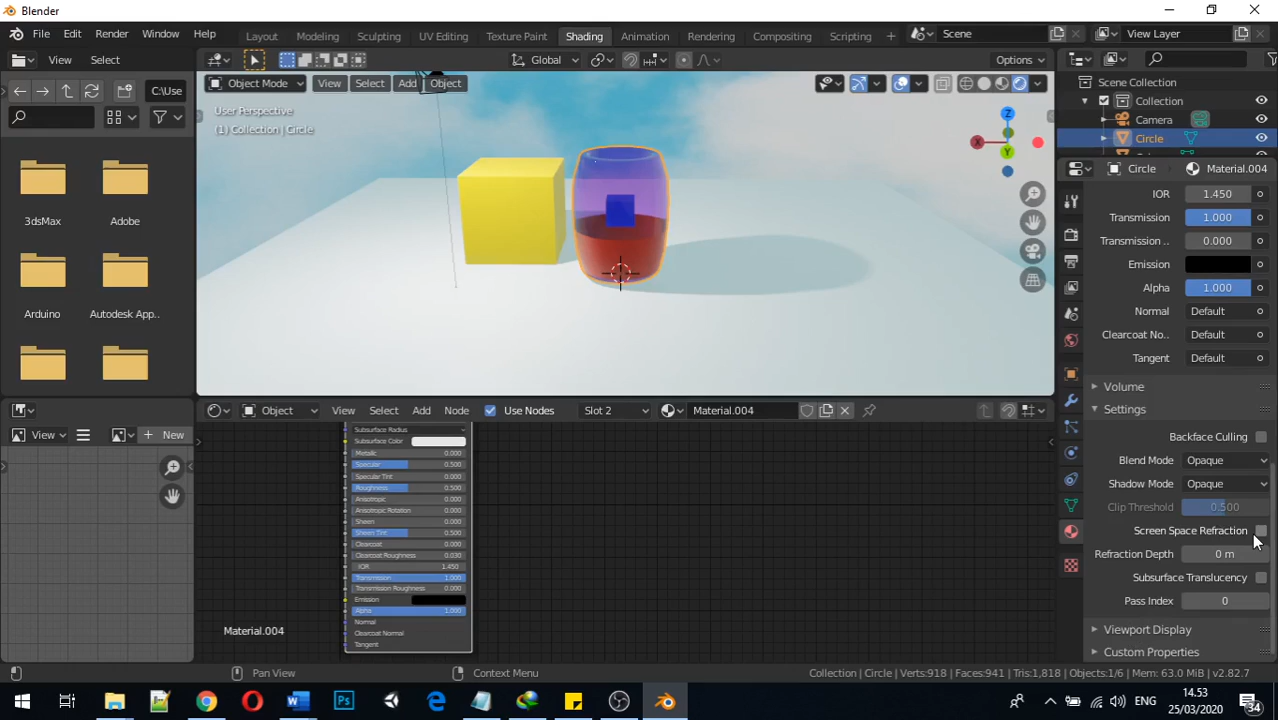 Blender
File Edit Render Window Help Layout Modeling Sculpting UV Editing Texture Paint Shading Animation Rendering Compositing Scripting Scene View Layer
View Select Global Options
Object Mode View Select Add Object
C:\Use
User Perspective
(1) Collection | Circle
Scene Collection
Collection
Camera
Circle
X Y Z
3dsMax Adobe
Arduino Autodesk App..
Circle > Material.004
IOR 1.450
Transmission 1.000
Transmission .. 0.000
Emission
Alpha 1.000
Normal Default
Clearcoat No.. Default
Tangent Default
Volume
Settings
Backface Culling
Blend Mode Opaque
Shadow Mode Opaque
Clip Threshold 0.500
Screen Space Refraction
Refraction Depth 0 m
Subsurface Translucency
Pass Index 0
Viewport Display
Custom Properties
View New
Object View Select Add Node Use Nodes Slot 2 Material.004
Subsurface Radius
Subsurface Color
Metallic 0.000
Specular 0.500
Specular Tint 0.000
Roughness 0.500
Anisotropic 0.000
Anisotropic Rotation 0.000
Sheen 0.000
Sheen Tint 0.500
Clearcoat 0.000
Clearcoat Roughness 0.030
IOR 1.450
Transmission 1.000
Transmission Roughness 0.000
Emission
Alpha 1.000
Normal
Clearcoat Normal
Tangent
Material.004
Pan View Context Menu Collection | Circle | Verts:918 | Faces:941 | Tris:1,818 | Objects:1/6 | Mem: 63.0 MiB | v2.82.7
ENG 14.53
25/03/2020 34